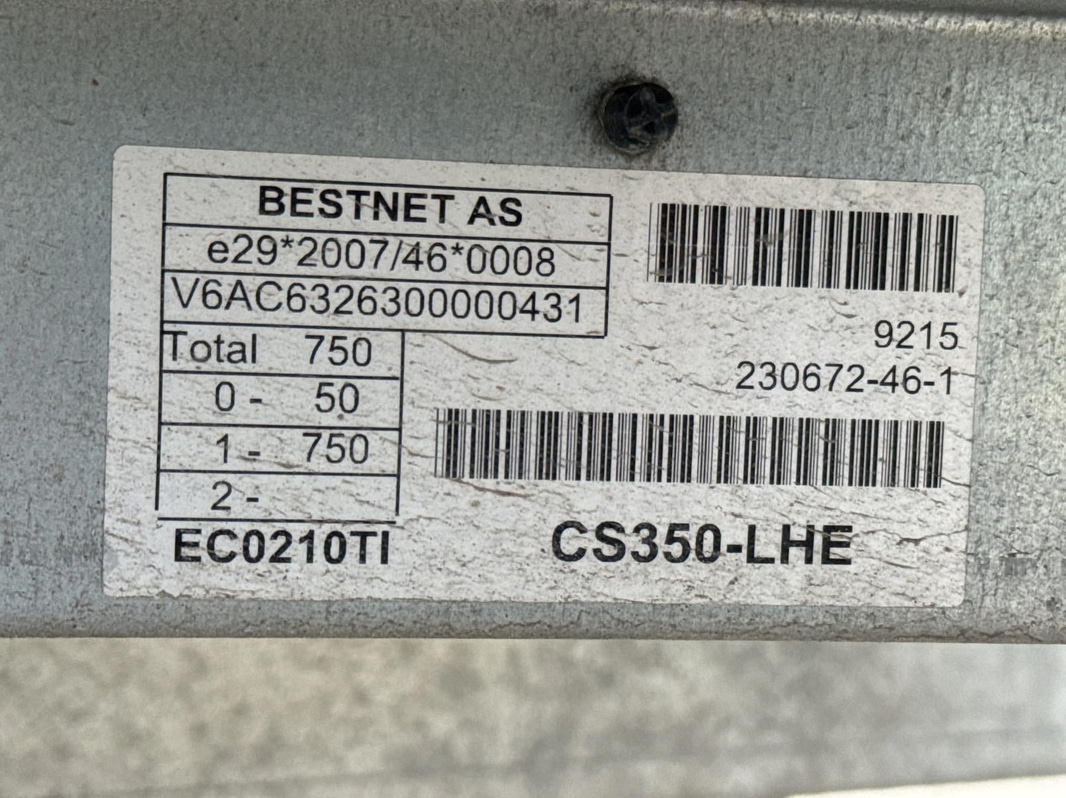 BESTNET AS
e29*2007/46*0008
V6AC6326300000431
Total 750
0 - 50
1 - 750
2 -
EC0210TI
9215
230672-46-1
CS350-LHE